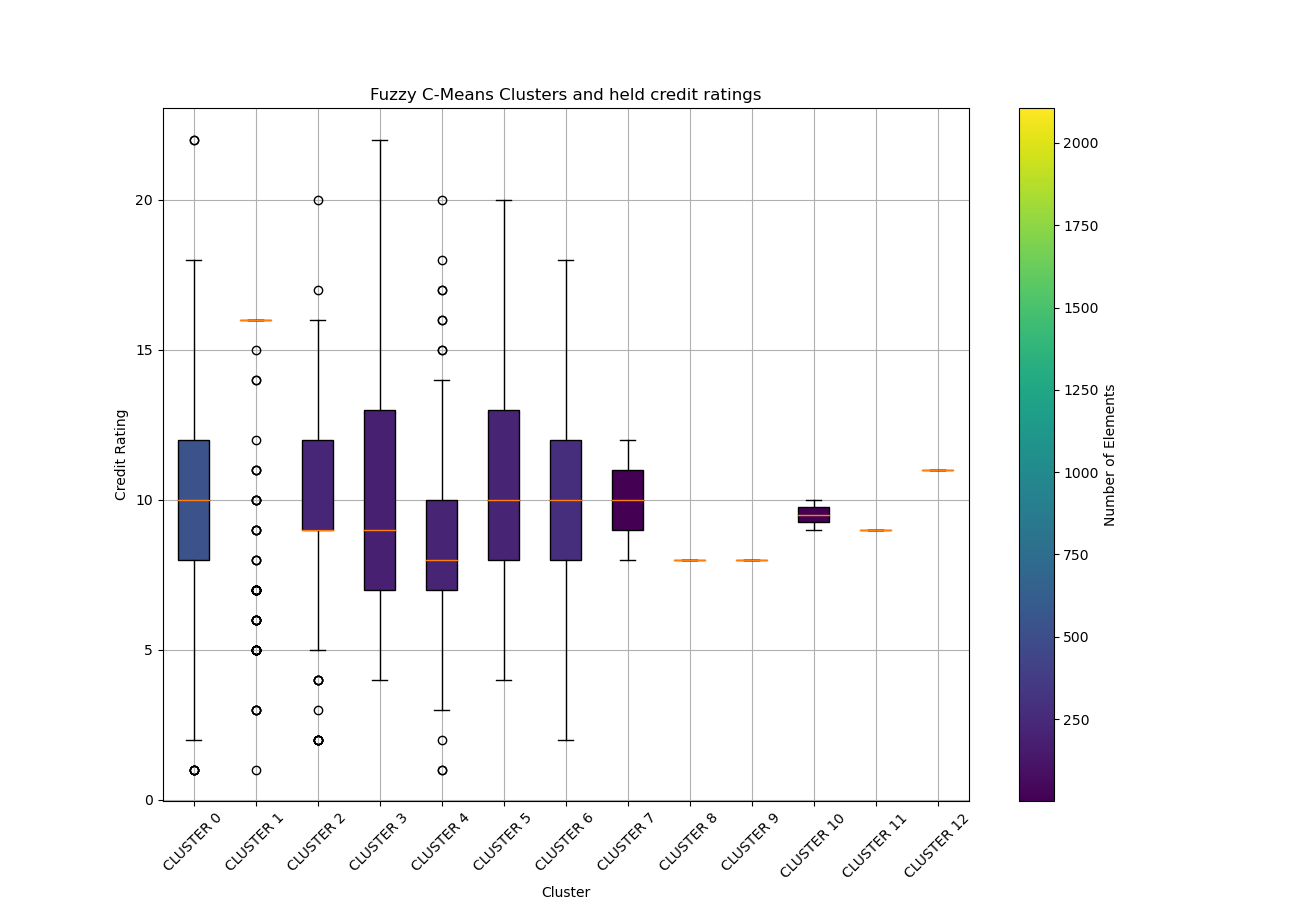 Fuzzy C-Means Clusters and held credit ratings
20
15
10
5
0
Credit Rating
CLUSTER 0
CLUSTER 1
CLUSTER 2
CLUSTER 3
CLUSTER 4
CLUSTER 5
CLUSTER 6
CLUSTER 7
CLUSTER 8
CLUSTER 9
CLUSTER 10
CLUSTER 11
CLUSTER 12
Cluster
2000
1750
1500
1250
1000
750
500
250
Number of Elements